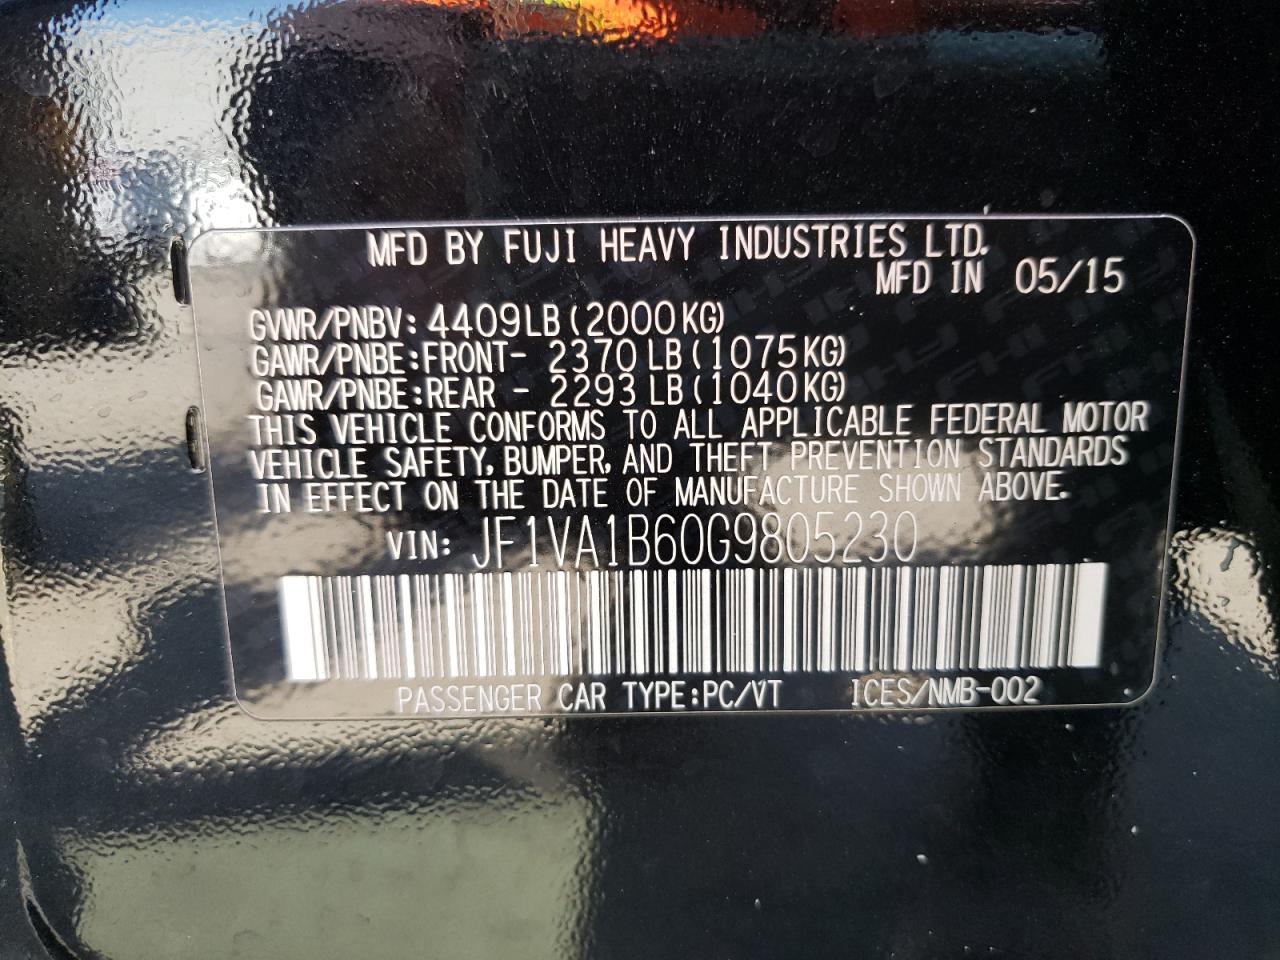 MFD BY FUJI HEAVY INDUSTRIES LTD.
MFD IN 05/15
GVWR/PNBV: 4409LB(2000KG)
GAWR/PNBE:FRONT- 2370LB(1075KG)
GAWR/PNBE:REAR - 2293LB(1040KG)
THIS VEHICLE CONFORMS TO ALL APPLICABLE FEDERAL MOTOR
VEHICLE SAFETY, BUMPER, AND THEFT PREVENTION STANDARDS
IN EFFECT ON THE DATE OF MANUFACTURE SHOWN ABOVE.
VIN: JF1VA1B60G9805230
PASSENGER CAR TYPE:PC/VT ICES/NMB-002